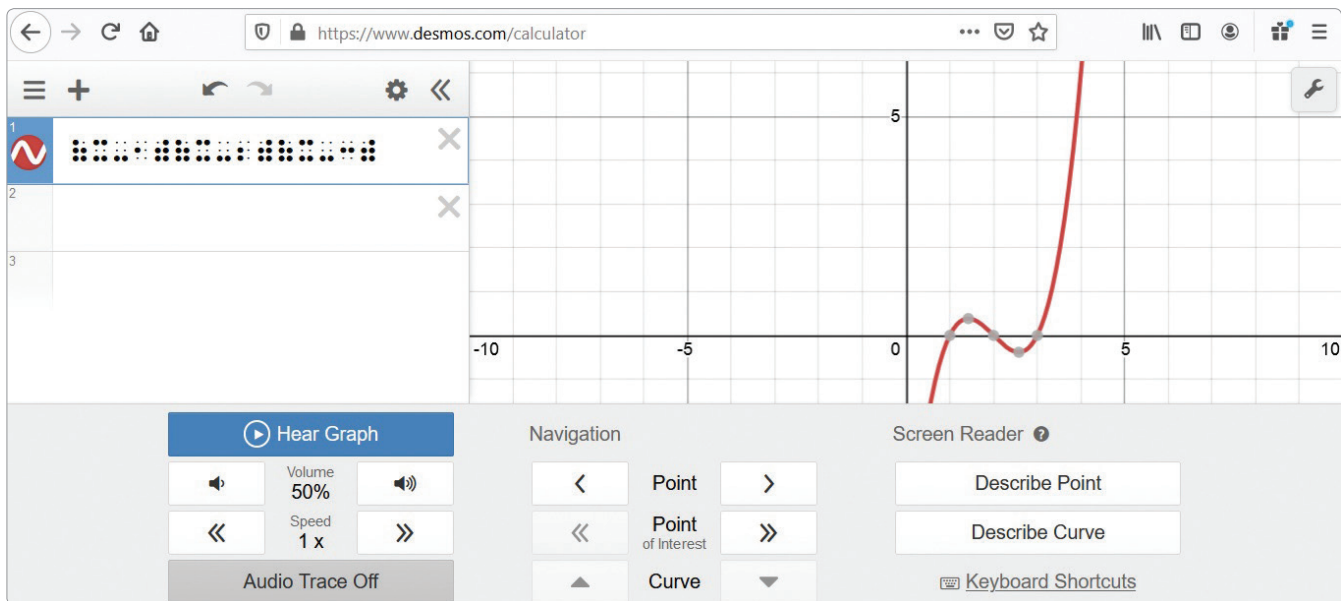 https://www.desmos.com/calculator
1
⠷⠭⠤⠂⠾⠷⠭⠤⠆⠾⠷⠭⠤⠒⠾
2
3
5
-10 -5 0 5 10
Hear Graph
Volume
50%
Speed
1 x
Audio Trace Off
Navigation
Point
Point
of Interest
Curve
Screen Reader
Describe Point
Describe Curve
Keyboard Shortcuts